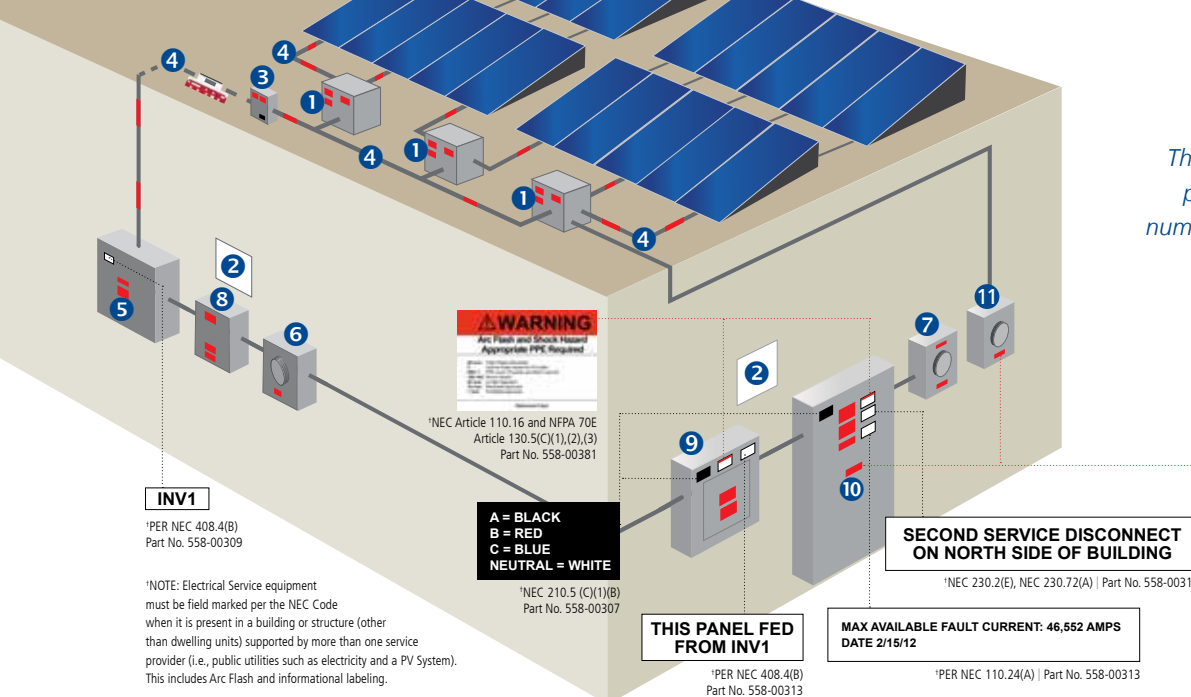 4
4
3
1
4
1
1
4
Th
p
num
2
5
8
6
WARNING
Arc Flash and Shock Hazard
Appropriate PPE Required
†NEC Article 110.16 and NFPA 70E
Article 130.5(C)(1),(2),(3)
Part No. 558-00381
2
7
11
9
10
INV1
†PER NEC 408.4(B)
Part No. 558-00309
†NOTE: Electrical Service equipment
must be field marked per the NEC Code
when it is present in a building or structure (other
than dwelling units) supported by more than one service
provider (i.e., public utilities such as electricity and a PV System).
This includes Arc Flash and informational labeling.
A = BLACK
B = RED
C = BLUE
NEUTRAL = WHITE
†NEC 210.5 (C)(1)(B)
Part No. 558-00307
THIS PANEL FED
FROM INV1
†PER NEC 408.4(B)
Part No. 558-00313
SECOND SERVICE DISCONNECT
ON NORTH SIDE OF BUILDING
†NEC 230.2(E), NEC 230.72(A) | Part No. 558-0031
MAX AVAILABLE FAULT CURRENT: 46,552 AMPS
DATE 2/15/12
†PER NEC 110.24(A) | Part No. 558-00313